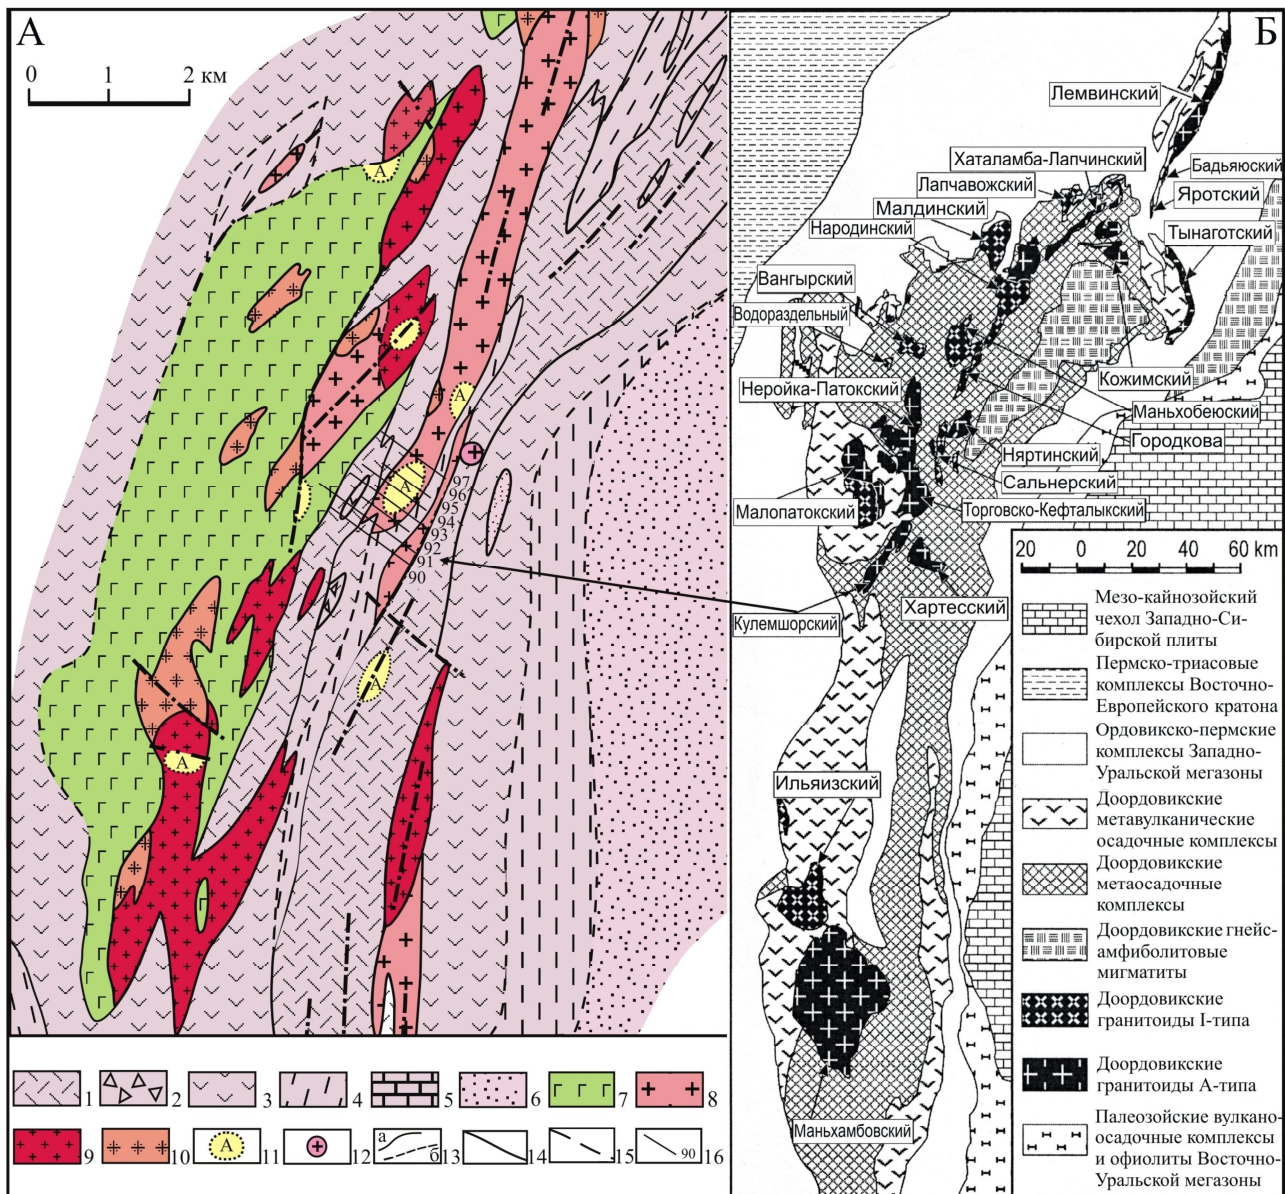 А
0 1 2 км
А
А
А
А
А
97
96
95
94
93
92
91
90
1
2
3
4
5
6
7
8
9
10
А
11
12
а
б
13
14
15
90
16
Б
Лемвинский
Хаталамба-Лапчинский
Бадьяюский
Лапчавожский
Яротский
Малдинский
Тынаготский
Народинский
Вангырский
Водораздельный
Кожимский
Неройка-Патокский
Маньхобеюский
Городкова
Няртинский
Сальнерский
Малопатокский
Торговско-Кефталыкский
Хартесский
Кулемшорский
Ильяизский
Маньхамбовский
20 0 20 40 60 km
Мезо-кайнозойский
чехол Западно-Си-
бирской плиты
Пермско-триасовые
комплексы Восточно-
Европейского кратона
Ордовикско-пермские
комплексы Западно-
Уральской мегазоны
Доордовикские
метавулканические
осадочные комплексы
Доордовикские
метаосадочные
комплексы
Доордовикские гнейс-
амфиболитовые
мигматиты
Доордовикские
гранитоиды I-типа
Доордовикские
гранитоиды А-типа
Палеозойские вулкано-
осадочные комплексы
и офиолиты Восточно-
Уральской мегазоны